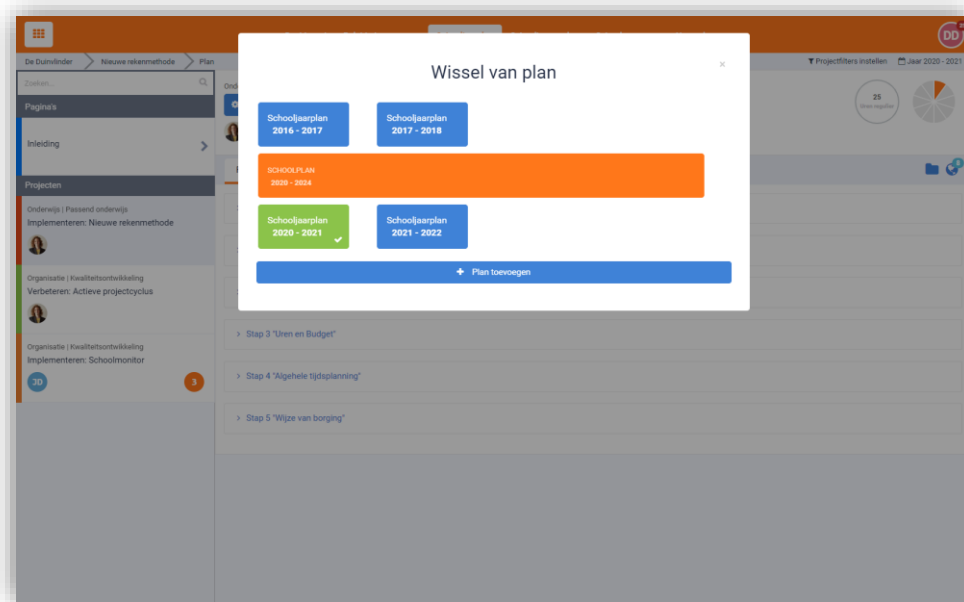 DD
De Duinvlinder
Nieuwe rekenmethode
Plan
Projectfilters instellen
Jaar 2020 - 2021
Zoeken...
Pagina's
Inleiding
Projecten
Onderwijs | Passend onderwijs
Implementeren: Nieuwe rekenmethode
Organisatie | Kwaliteitsontwikkeling
Verbeteren: Actieve projectcyclus
Organisatie | Kwaliteitsontwikkeling
Implementeren: Schoolmonitor
JD
3
Wissel van plan
×
Schooljaarplan
2016 - 2017
Schooljaarplan
2017 - 2018
SCHOOLPLAN
2020 - 2024
Schooljaarplan
2020 - 2021
Schooljaarplan
2021 - 2022
+ Plan toevoegen
25
Uren regulier
> Stap 3 "Uren en Budget"
> Stap 4 "Algehele tijdsplanning"
> Stap 5 "Wijze van borging"